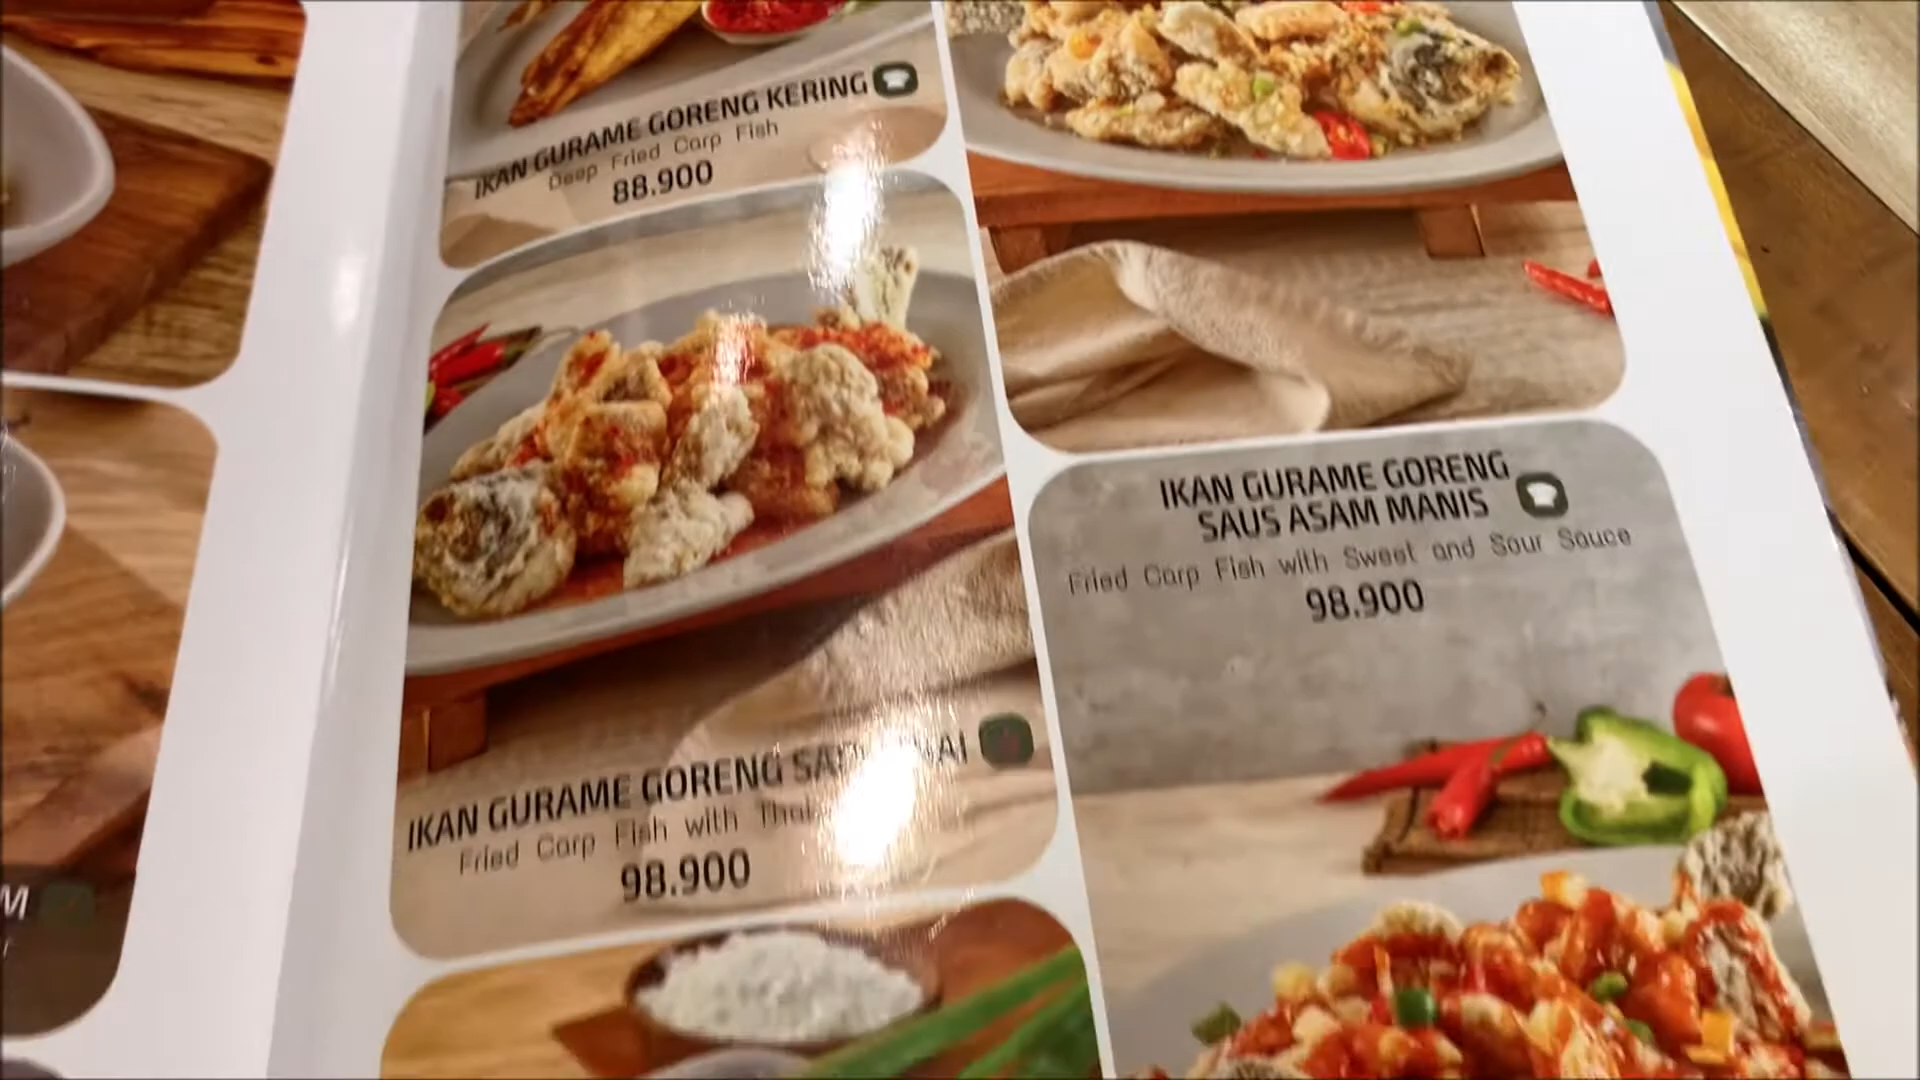 IKAN GURAME GORENG KERING
Deep Fried Carp Fish
88.900
IKAN GURAME GORENG
Fried Carp Fish with Thai
98.900
IKAN GURAME GORENG
SAUS ASAM MANIS
Fried Carp Fish with Sweet and Sour Sauce
98.900